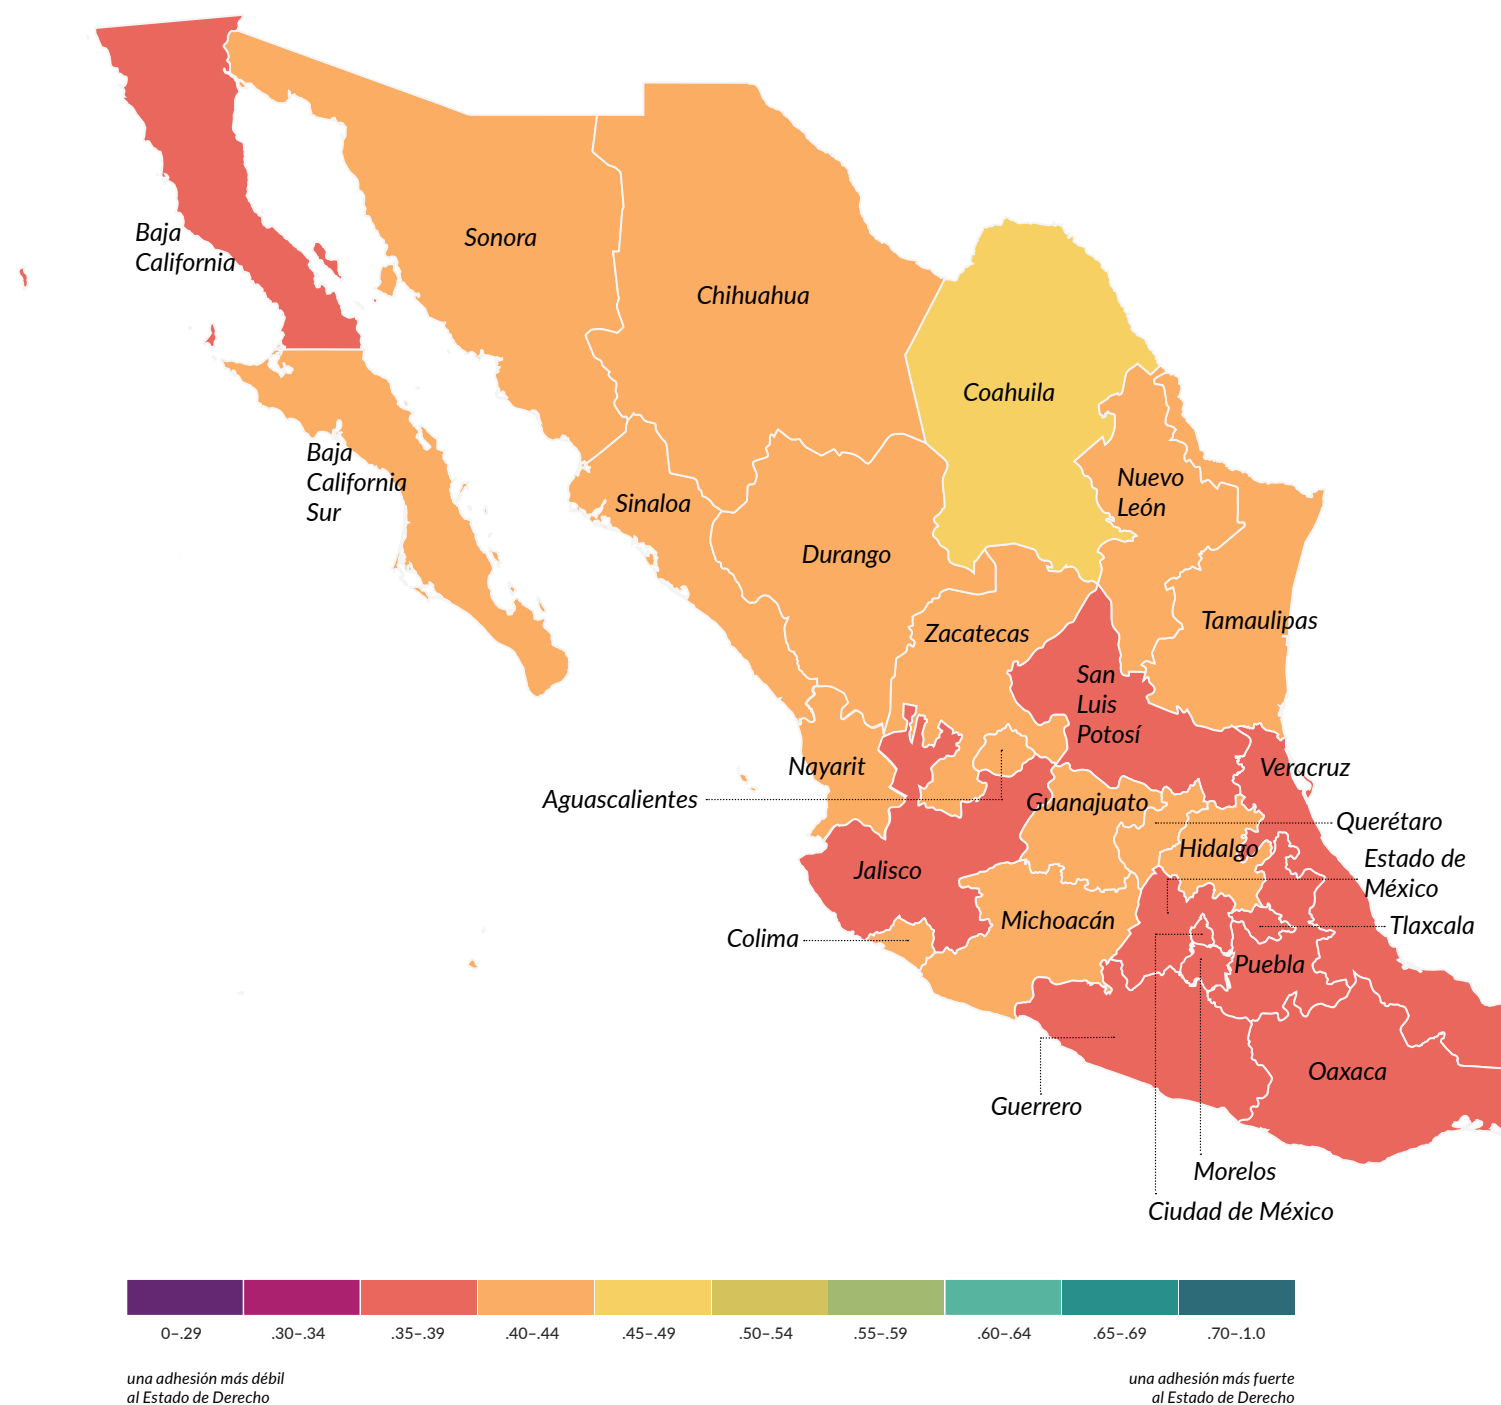 Baja
California
Sonora
Chihuahua
Coahuila
Baja
California
Sur
Sinaloa
Nuevo
León
Durango
Zacatecas
Tamaulipas
San
Luis
Potosí
Nayarit
Veracruz
Aguascalientes
Guanajuato
Querétaro
Hidalgo
Estado de
México
Jalisco
Michoacán
Tlaxcala
Colima
Puebla
Oaxaca
Guerrero
Morelos
Ciudad de México
0–.29 .30–.34 .35–.39 .40–.44 .45–.49 .50–.54 .55–.59 .60–.64 .65–.69 .70–.1.0
una adhesión más débil
al Estado de Derecho
una adhesión más fuerte
al Estado de Derecho